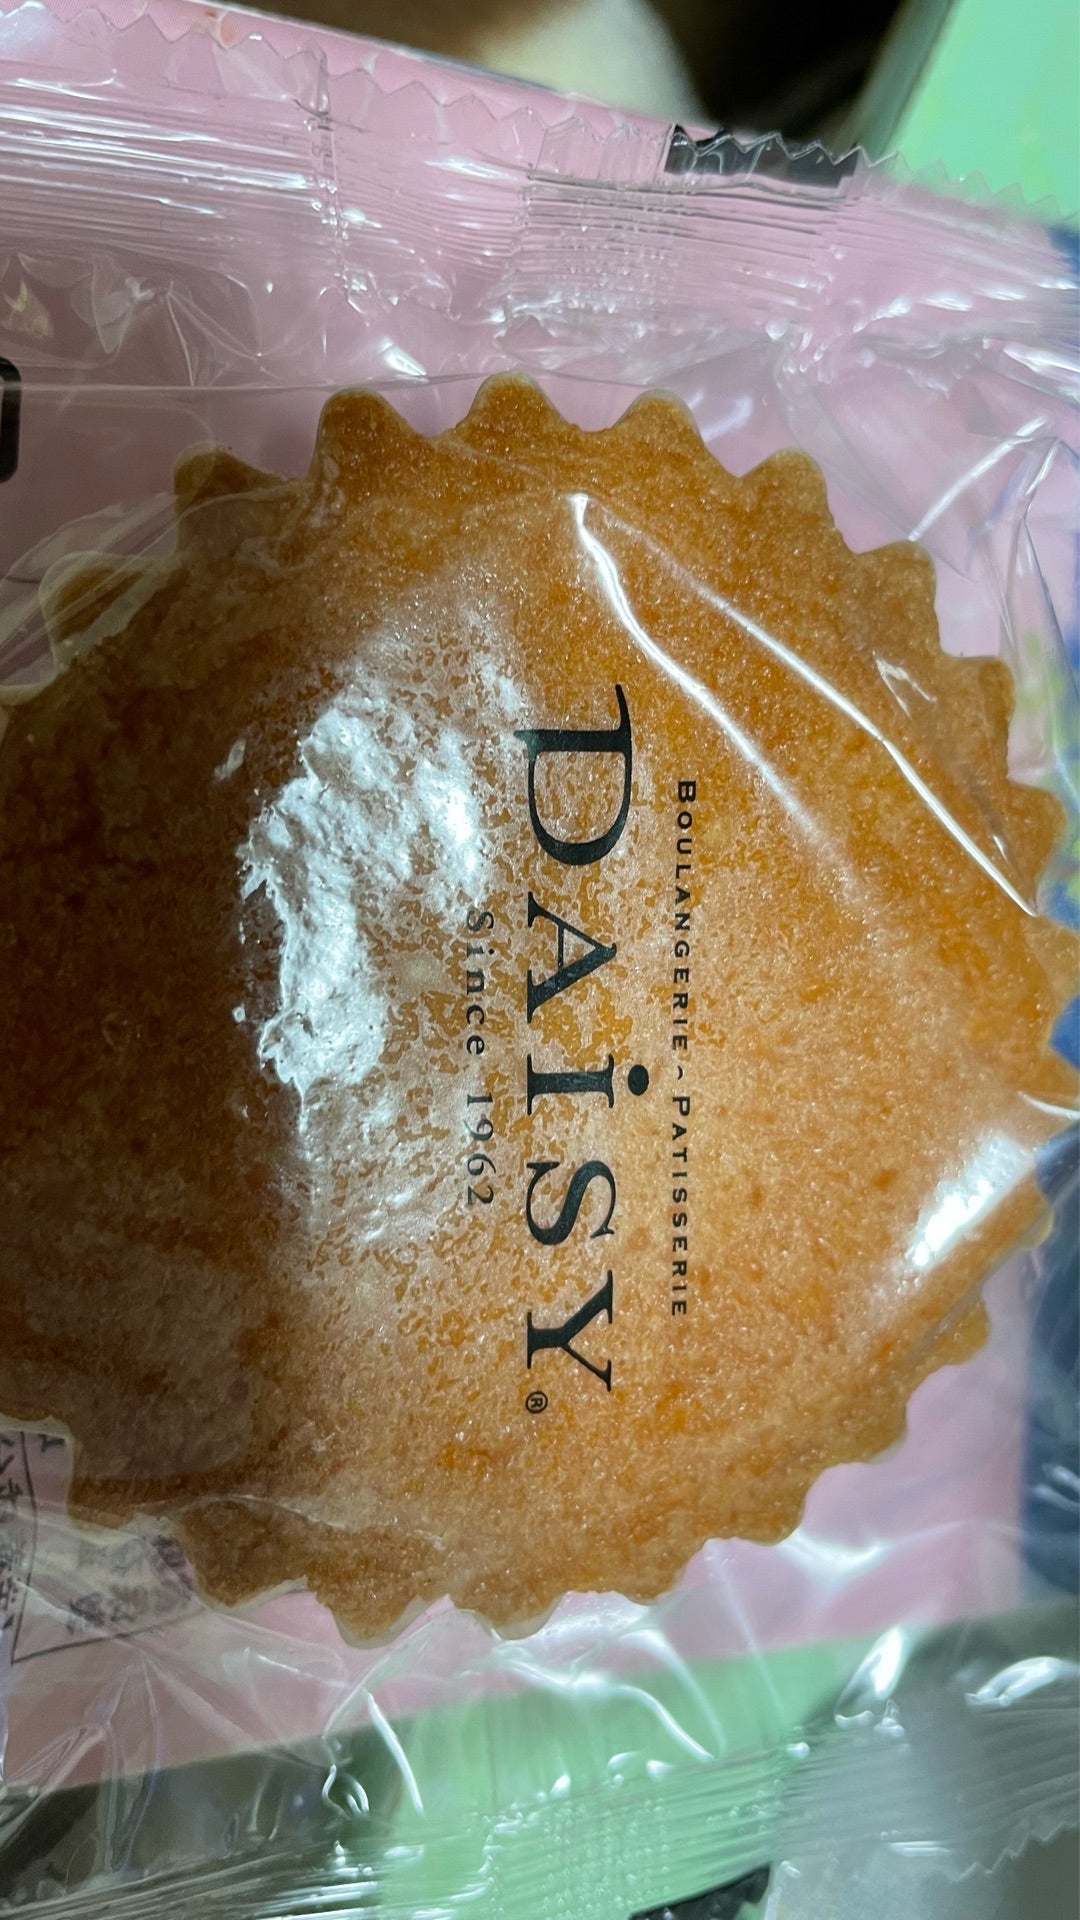 BOULANGERIE - PATISSERIE
DAiSY®
Since 1962